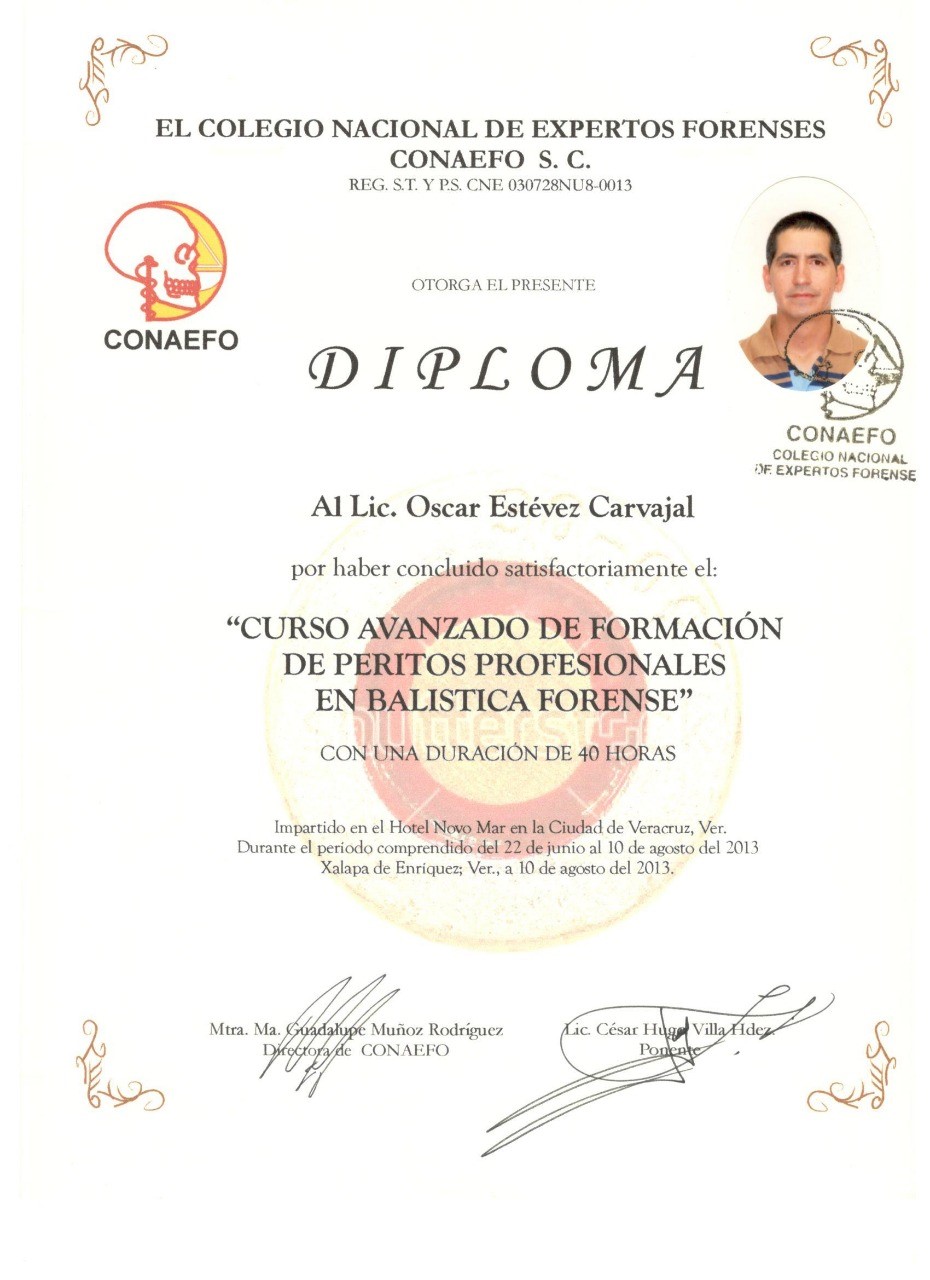 EL COLEGIO NACIONAL DE EXPERTOS FORENSES
CONAEFO S. C.
REG. S.T. Y P.S. CNE 030728NU8-0013
CONAEFO
OTORGA EL PRESENTE
DIPLOMA
CONAEFO
COLEGIO NACIONAL
DE EXPERTOS FORENSE
Al Lic. Oscar Estévez Carvajal
por haber concluido satisfactoriamente el:
“CURSO AVANZADO DE FORMACIÓN
DE PERITOS PROFESIONALES
EN BALISTICA FORENSE”
CON UNA DURACIÓN DE 40 HORAS
Impartido en el Hotel Novo Mar en la Ciudad de Veracruz, Ver.
Durante el período comprendido del 22 de junio al 10 de agosto del 2013
Xalapa de Enríquez; Ver., a 10 de agosto del 2013.
Mtra. Ma. Guadalupe Muñoz Rodríguez
Directora de CONAEFO
Lic. César Hugo Villa Hdez.
Ponente